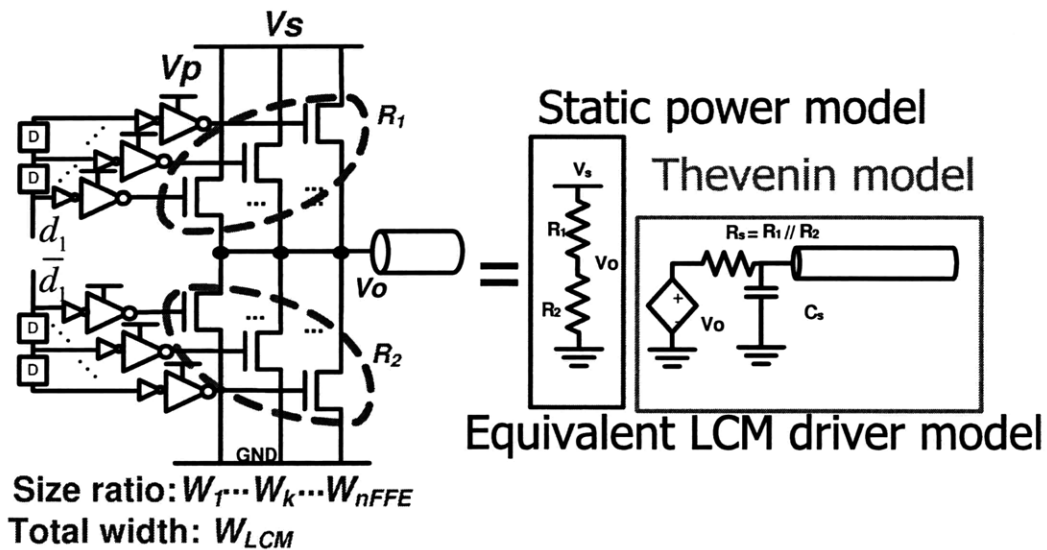 Vs
Vp
R1
D
D
d1
d̅1
Vo
D
D
R2
GND
Size ratio: W1...Wk...WnFFE
Total width: WLCM
=
Static power model
Vs
R1
Vo
R2
Thevenin model
Rs = R1 // R2
+
-
Vo
Cs
Equivalent LCM driver model